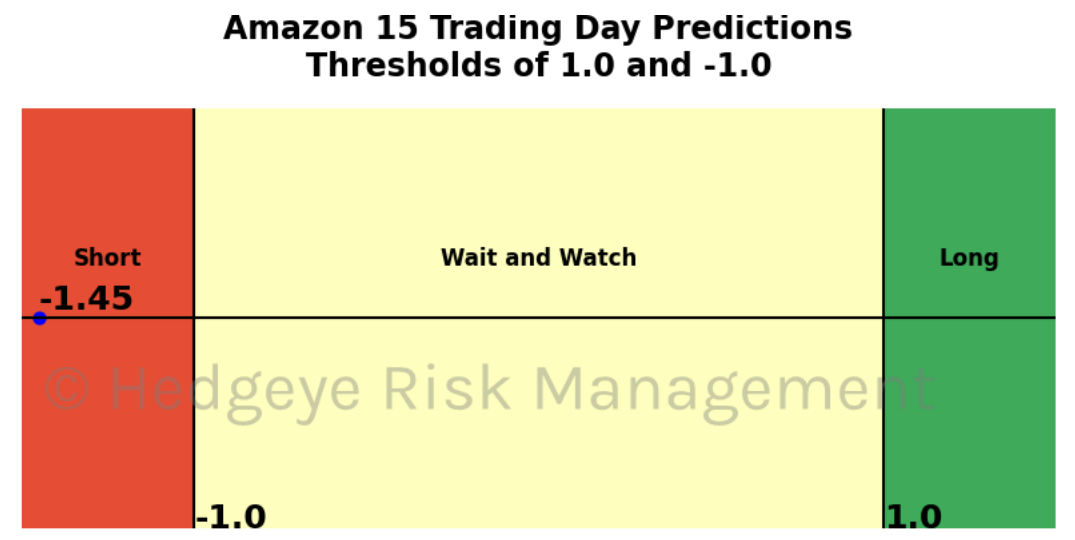 Amazon 15 Trading Day Predictions
Thresholds of 1.0 and -1.0
Short
Wait and Watch
Long
-1.45
© Hedgeye Risk Management
-1.0
1.0